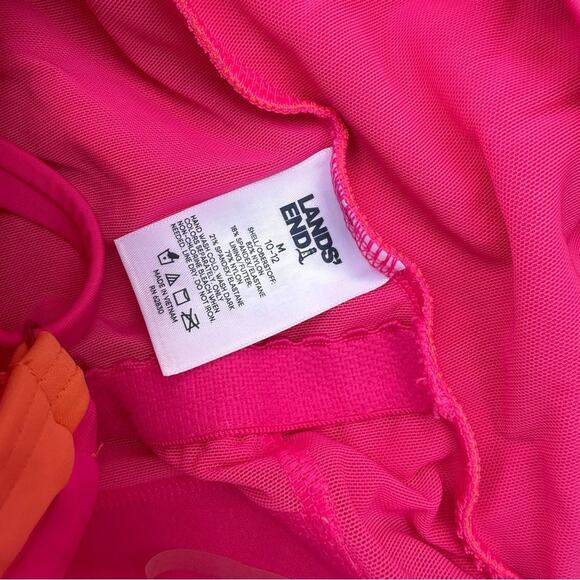 LANDS'
END
M
10-12
SHELL/OBERSTOFF:
82% NYLON
18% SPANDEX/ELASTANE
LINING/FUTTER:
79% NYLON
21% SPANDEX/ELASTANE
HAND WASH COLD. WASH DARK
COLORS SEPARATELY. ONLY
NON-CHLORINE BLEACH WHEN
NEEDED. LINE DRY. DO NOT IRON.
MADE IN VIETNAM
RN 62830